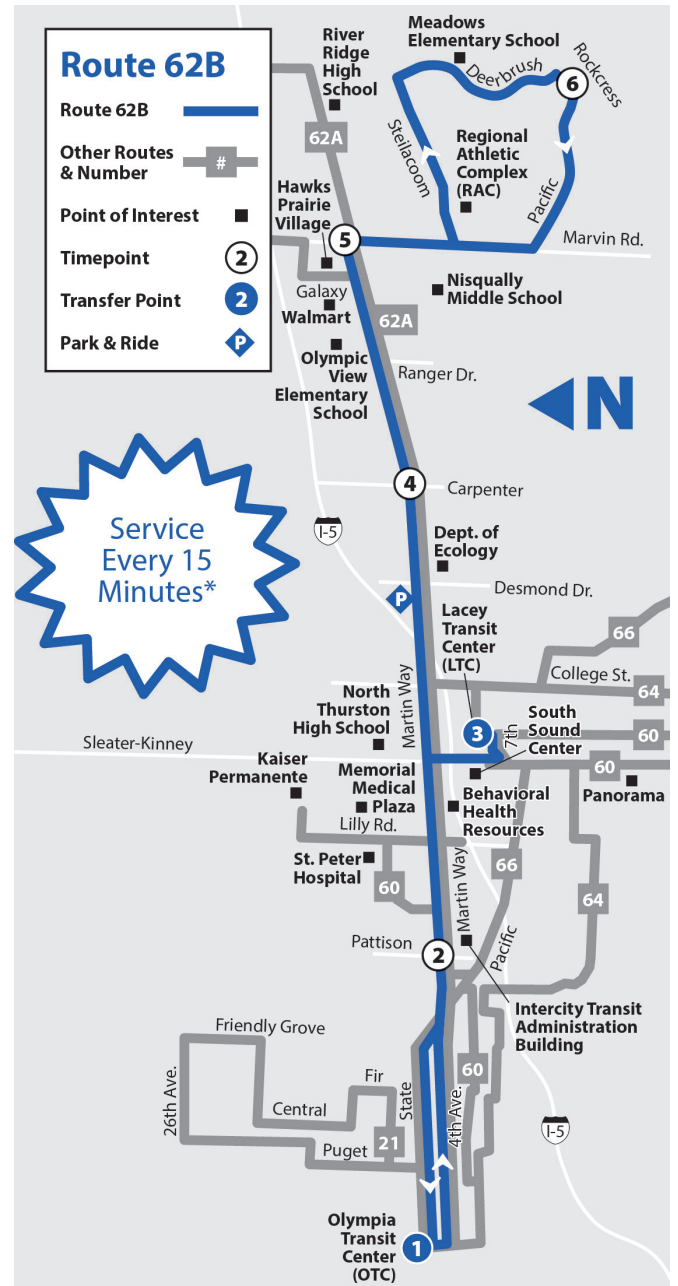 Route 62B
Route 62B
Other Routes
& Number
#
Point of Interest
Timepoint
2
Transfer Point
2
Park & Ride
P
River
Ridge
High
School
62A
Meadows
Elementary School
Deerbrush
Rockcress
6
Steilacoom
Regional
Athletic
Complex
(RAC)
Pacific
Hawks
Prairie
Village
5
Marvin Rd.
Galaxy
Walmart
Nisqually
Middle School
62A
Olympic
View
Elementary
School
Ranger Dr.
N
4
Carpenter
Service
Every 15
Minutes*
I-5
Dept. of
Ecology
Desmond Dr.
P
Lacey
Transit
Center
(LTC)
66
College St.
64
Martin Way
North
Thurston
High School
3
7th
South
Sound
Center
60
Sleater-Kinney
60
Kaiser
Permanente
Memorial
Medical
Plaza
Behavioral
Health
Resources
Panorama
Lilly Rd.
St. Peter
Hospital
60
Martin Way
66
64
Pattison
2
Pacific
Intercity Transit
Administration
Building
Friendly Grove
26th Ave.
Fir
Central
State
4th Ave.
60
21
Puget
I-5
Olympia
Transit
Center
(OTC)
1